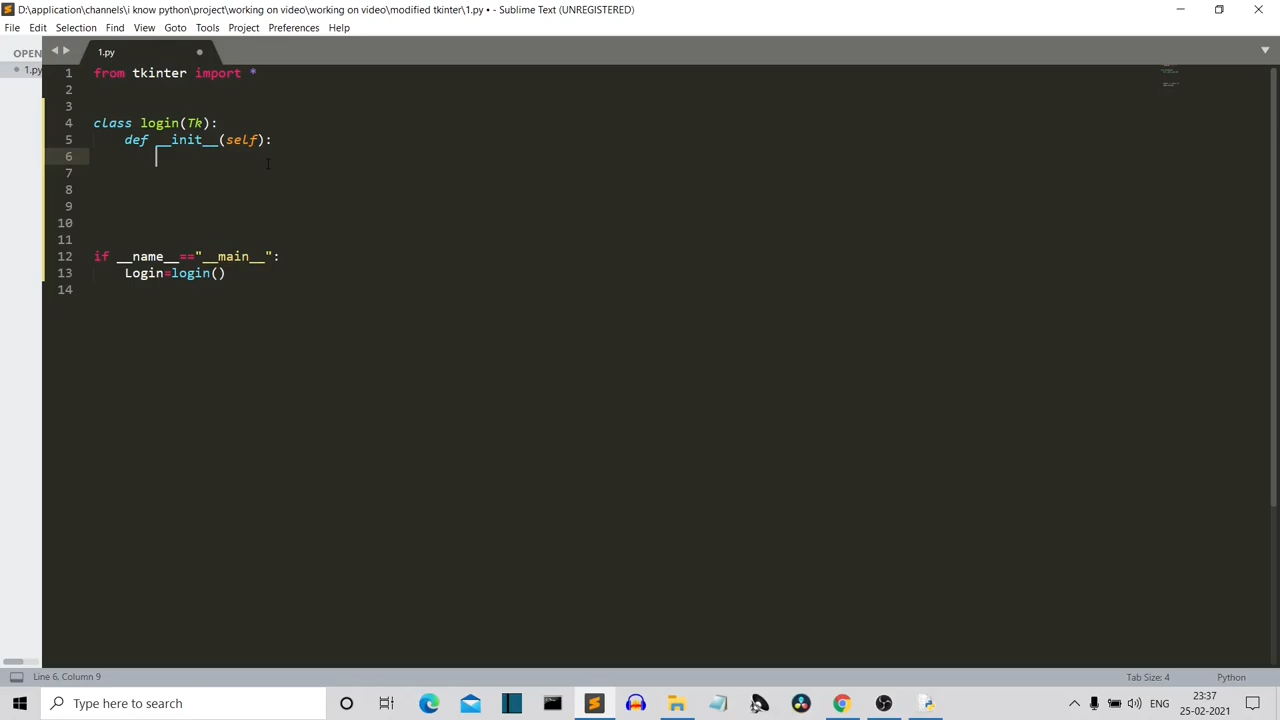 D:\application\channels\i know python\project\working on video\working on video\modified tkinter\1.py • - Sublime Text (UNREGISTERED)
File Edit Selection Find View Goto Tools Project Preferences Help
OPEN 1.py
1.py
1 from tkinter import *
2
3
4 class login(Tk):
5 def __init__(self):
6
7
8
9
10
11
12 if __name__=="__main__":
13 Login=login()
14
Line 6, Column 9 Tab Size: 4 Python
Type here to search ENG 23:37
25-02-2021